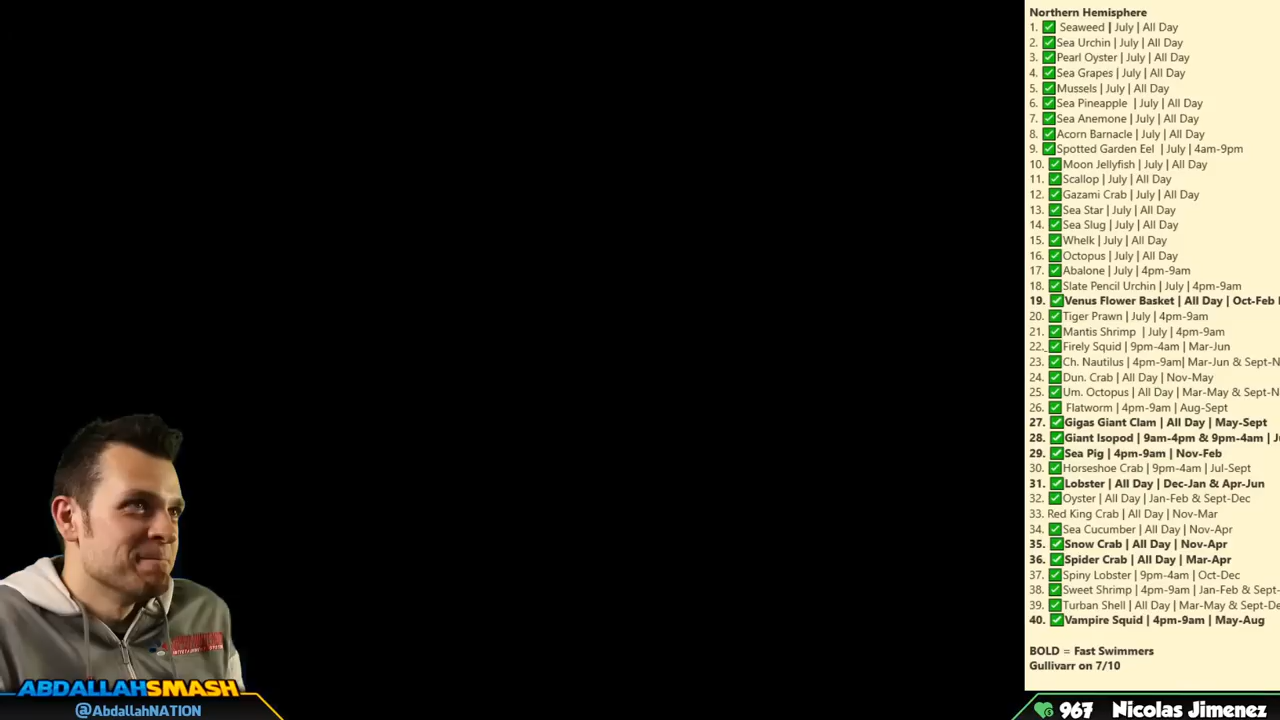 Northern Hemisphere
1. ✅ Seaweed | July | All Day
2. ✅Sea Urchin | July | All Day
3. ✅Pearl Oyster | July | All Day
4. ✅Sea Grapes | July | All Day
5. ✅Mussels | July | All Day
6. ✅Sea Pineapple | July | All Day
7. ✅Sea Anemone | July | All Day
8. ✅Acorn Barnacle | July | All Day
9. ✅Spotted Garden Eel | July | 4am-9pm
10. ✅Moon Jellyfish | July | All Day
11. ✅Scallop | July | All Day
12. ✅Gazami Crab | July | All Day
13. ✅Sea Star | July | All Day
14. ✅Sea Slug | July | All Day
15. ✅Whelk | July | All Day
16. ✅Octopus | July | All Day
17. ✅Abalone | July | 4pm-9am
18. ✅Slate Pencil Urchin | July | 4pm-9am
19. ✅Venus Flower Basket | All Day | Oct-Feb
20. ✅Tiger Prawn | July | 4pm-9am
21. ✅Mantis Shrimp | July | 4pm-9am
22. ✅Firely Squid | 9pm-4am | Mar-Jun
23. ✅Ch. Nautilus | 4pm-9am| Mar-Jun & Sept-N
24. ✅Dun. Crab | All Day | Nov-May
25. ✅Um. Octopus | All Day | Mar-May & Sept-N
26. ✅ Flatworm | 4pm-9am | Aug-Sept
27. ✅Gigas Giant Clam | All Day | May-Sept
28. ✅Giant Isopod | 9am-4pm & 9pm-4am | J
29. ✅Sea Pig | 4pm-9am | Nov-Feb
30. ✅Horseshoe Crab | 9pm-4am | Jul-Sept
31. ✅Lobster | All Day | Dec-Jan & Apr-Jun
32. ✅Oyster | All Day | Jan-Feb & Sept-Dec
33. Red King Crab | All Day | Nov-Mar
34. ✅Sea Cucumber | All Day | Nov-Apr
35. ✅Snow Crab | All Day | Nov-Apr
36. ✅Spider Crab | All Day | Mar-Apr
37. ✅Spiny Lobster | 9pm-4am | Oct-Dec
38. ✅Sweet Shrimp | 4pm-9am | Jan-Feb & Sept-
39. ✅Turban Shell | All Day | Mar-May & Sept-De
40. ✅Vampire Squid | 4pm-9am | May-Aug
BOLD = Fast Swimmers
Gullivarr on 7/10
ABDALLAHSMASH
@AbdallahNATION
967 Nicolas Jimenez